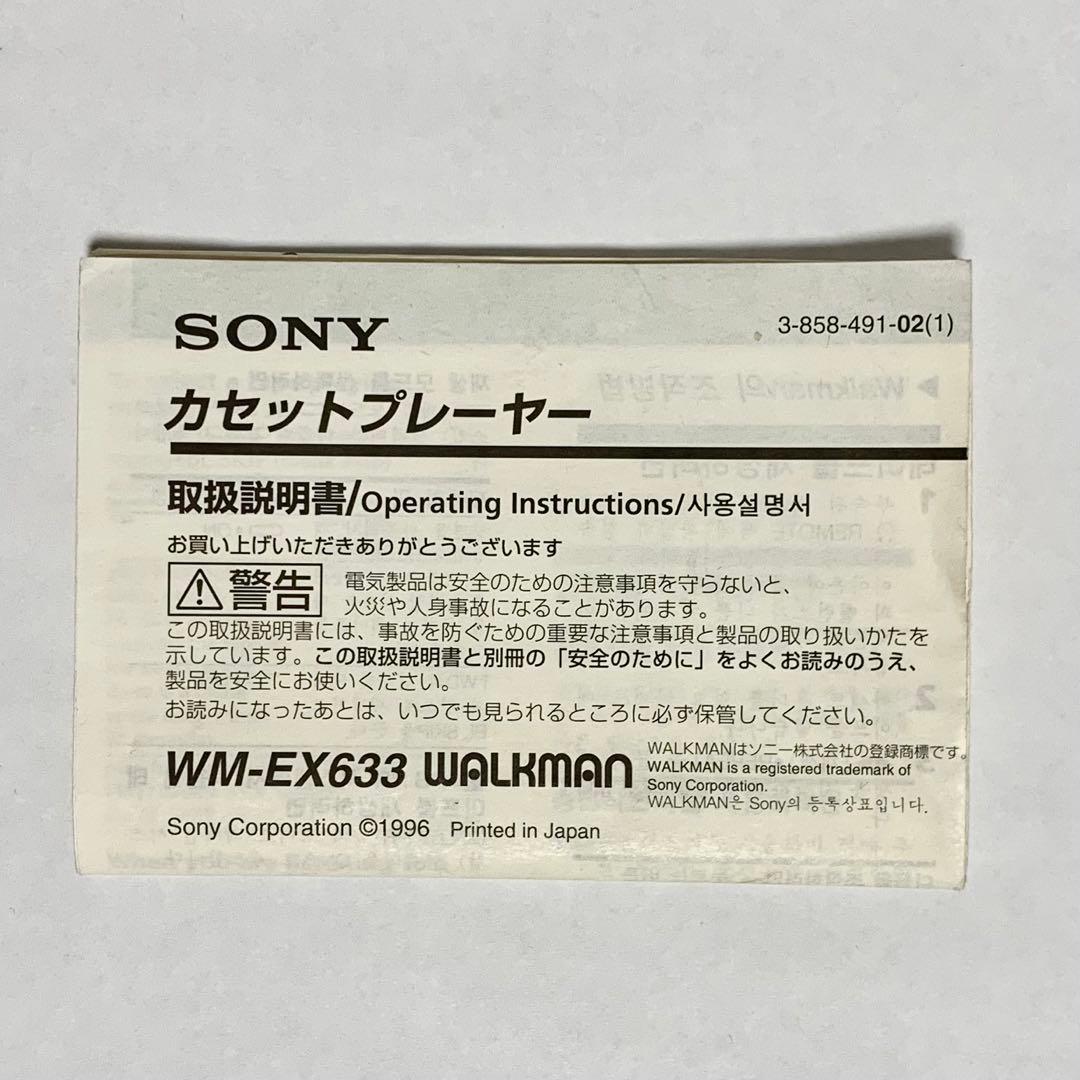 SONY
3-858-491-02(1)
カセットプレーヤー
取扱説明書/Operating Instructions/사용설명서
お買い上げいただきありがとうございます
警告
電気製品は安全のための注意事項を守らないと、
火災や人身事故になることがあります。
この取扱説明書には、事故を防ぐための重要な注意事項と製品の取り扱いかたを
示しています。この取扱説明書と別冊の「安全のために」をよくお読みのうえ、
製品を安全にお使いください。
お読みになったあとは、いつでも見られるところに必ず保管してください。
WM-EX633 WALKMAN
WALKMANはソニー株式会社の登録商標です。
WALKMAN is a registered trademark of
Sony Corporation.
WALKMAN은 Sony의 등록상표입니다.
Sony Corporation ©1996 Printed in Japan